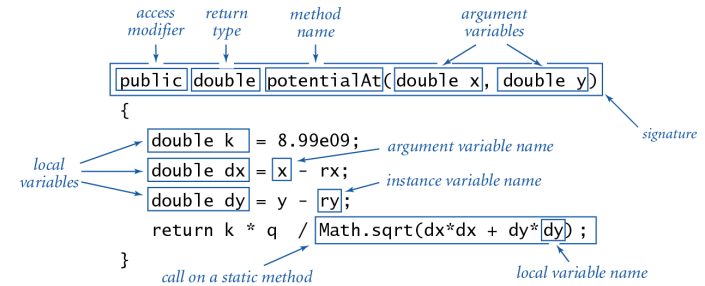 access modifier
return type
method name
argument variables
public double potentialAt(double x, double y)
signature
{
local variables
double k = 8.99e09;
argument variable name
double dx = x - rx;
instance variable name
double dy = y - ry;
return k * q / Math.sqrt(dx*dx + dy*dy);
}
call on a static method
local variable name